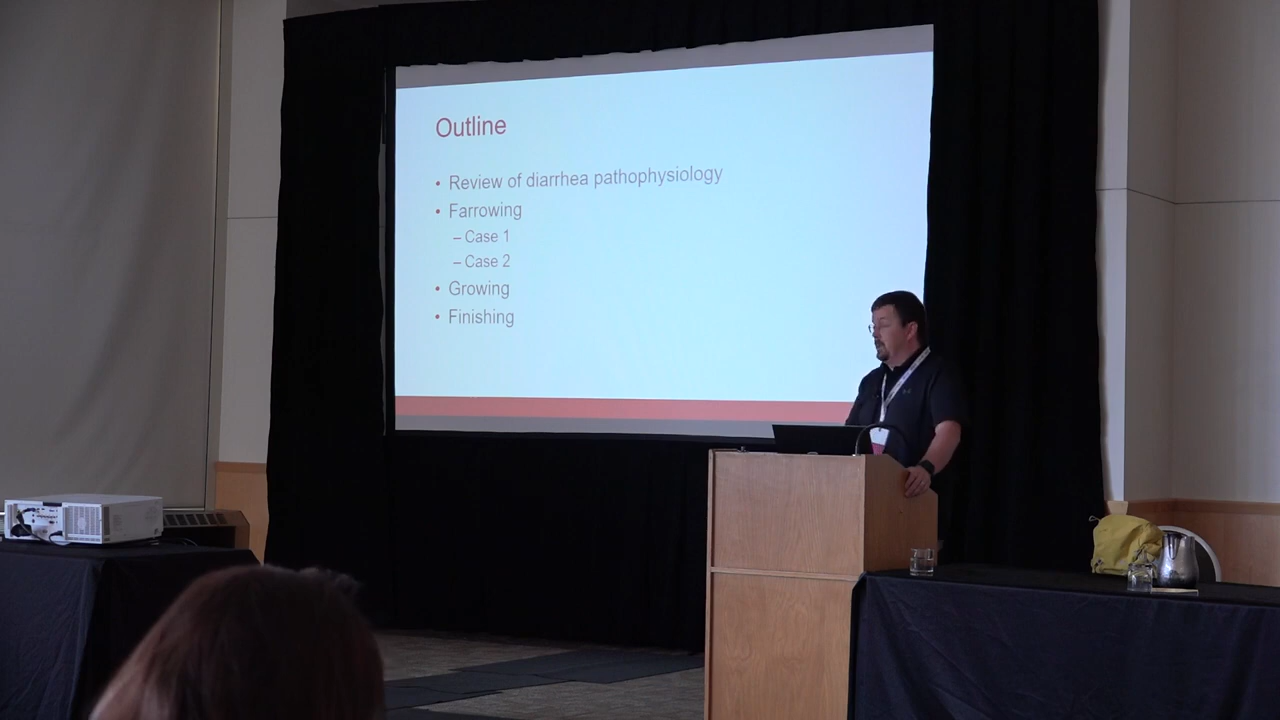 Outline
• Review of diarrhea pathophysiology
• Farrowing
– Case 1
– Case 2
• Growing
• Finishing